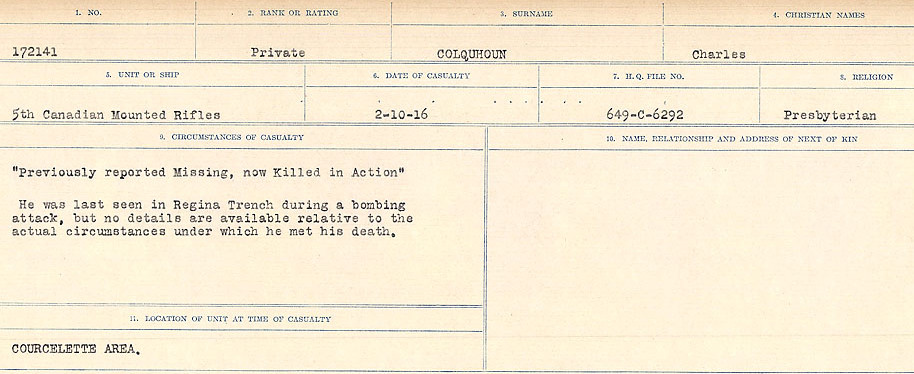 1. NO. 2. RANK OR RATING 3. SURNAME 4. CHRISTIAN NAMES
172141 Private COLQUHOUN Charles
5. UNIT OR SHIP 6. DATE OF CASUALTY 7. H.Q. FILE NO. 8. RELIGION
5th Canadian Mounted Rifles 2-10-16 649-C-6292 Presbyterian
9. CIRCUMSTANCES OF CASUALTY 10. NAME, RELATIONSHIP AND ADDRESS OF NEXT OF KIN
"Previously reported Missing, now Killed in Action"
He was last seen in Regina Trench during a bombing
attack, but no details are available relative to the
actual circumstances under which he met his death.
11. LOCATION OF UNIT AT TIME OF CASUALTY
COURCELETTE AREA.